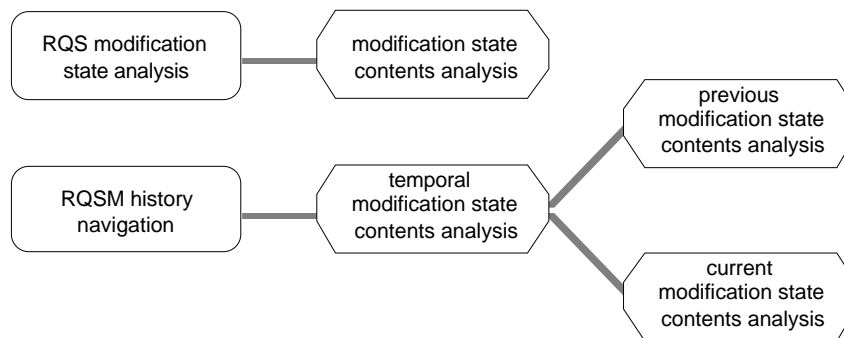 RQS modification
state analysis
modification state
contents analysis
previous
modification state
contents analysis
RQSM history
navigation
temporal
modification state
contents analysis
current
modification state
contents analysis